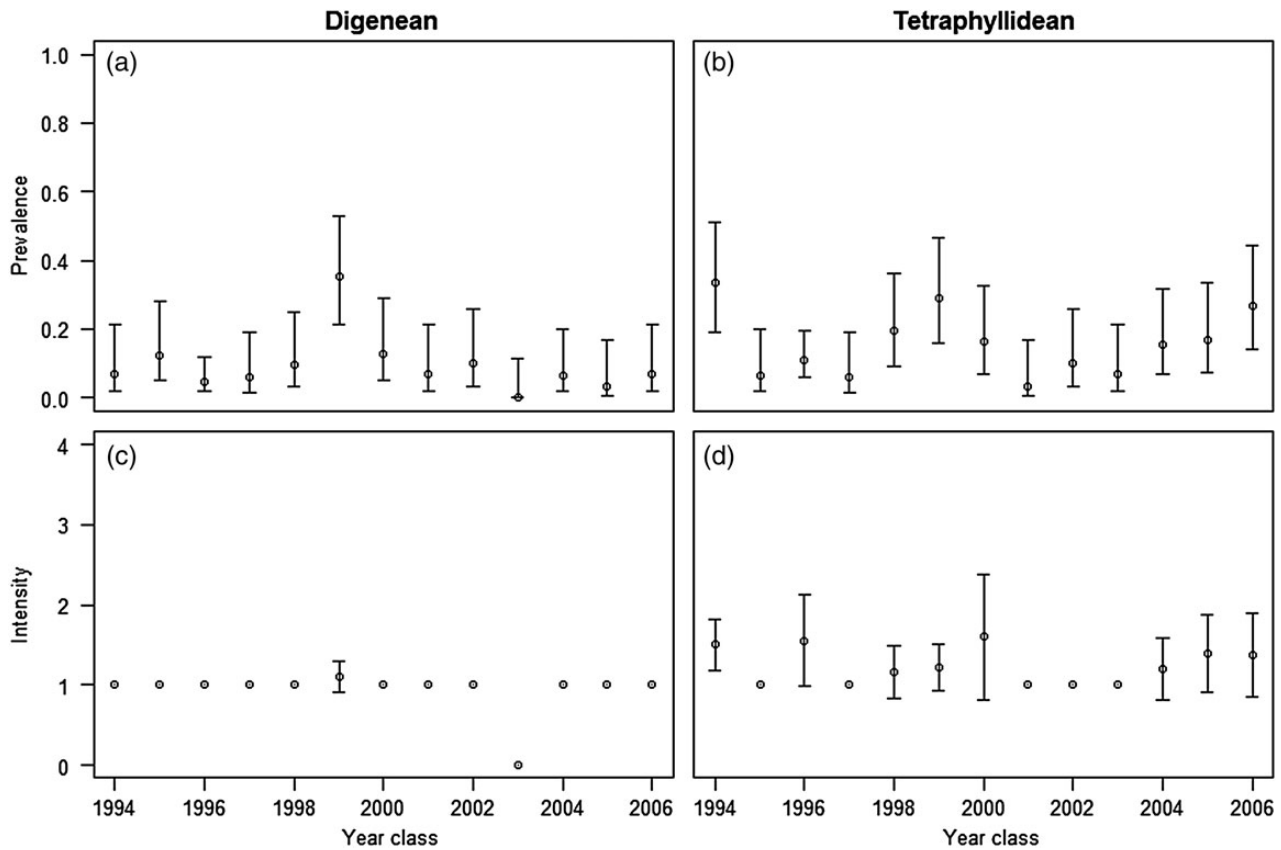 Digenean
Tetraphyllidean
(a)
(b)
1.0
0.8
0.6
0.4
0.2
0.0
Prevalence
(c)
(d)
4
3
2
1
0
Intensity
1994 1996 1998 2000 2002 2004 2006
1994 1996 1998 2000 2002 2004 2006
Year class
Year class